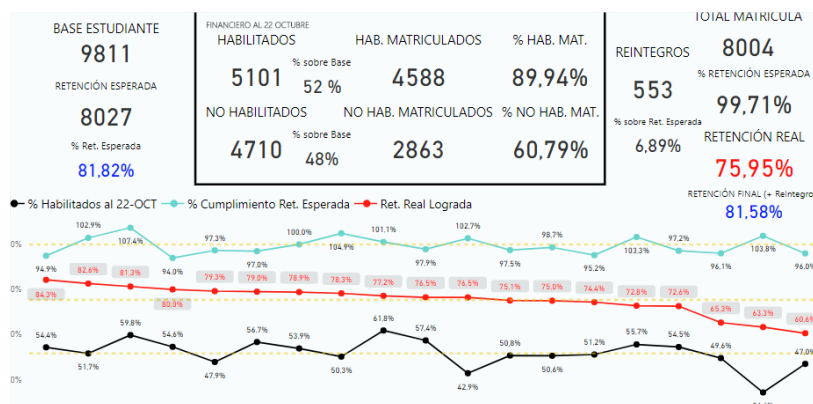 BASE ESTUDIANTE
9811
RETENCIÓN ESPERADA
8027
% Ret. Esperada
81,82%
FINANCIERO AL 22 OCTUBRE
HABILITADOS
5101
% sobre Base
52 %
HAB. MATRICULADOS
4588
% HAB. MAT.
89,94%
NO HABILITADOS
4710
% sobre Base
48%
NO HAB. MATRICULADOS
2863
% NO HAB. MAT.
60,79%
REINTEGROS
553
% sobre Ret. Esperada
6,89%
TOTAL MATRICULA
8004
% RETENCIÓN ESPERADA
99,71%
RETENCIÓN REAL
75,95%
RETENCIÓN FINAL (+ Reintegro
81,58%
% Habilitados al 22-OCT % Cumplimiento Ret. Esperada Ret. Real Lograda
94.9% 102.9% 107.4% 94.0% 97.3% 97.0% 100.0% 104.9% 101.1% 97.9% 102.7% 97.5% 98.7% 95.2% 103.3% 97.2% 96.1% 103.8% 96.0%
84.3% 82.6% 81.3% 80.0% 79.3% 79.0% 78.9% 78.3% 77.2% 76.5% 76.5% 75.1% 75.0% 74.4% 72.8% 72.6% 65.3% 63.3% 60.6%
54.4% 51.7% 59.8% 54.6% 47.9% 56.7% 53.9% 50.3% 61.8% 57.4% 42.9% 50.8% 50.6% 51.2% 55.7% 54.5% 49.6% 47.0%
0%
0%
0%
0%